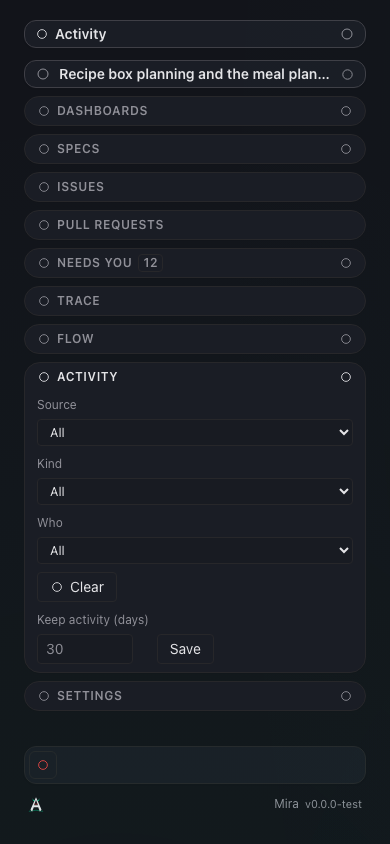 Activity
Recipe box planning and the meal plan...
DASHBOARDS
SPECS
ISSUES
PULL REQUESTS
NEEDS YOU 12
TRACE
FLOW
ACTIVITY
Source
All
Kind
All
Who
All
Clear
Keep activity (days)
30 Save
SETTINGS
A Mira v0.0.0-test